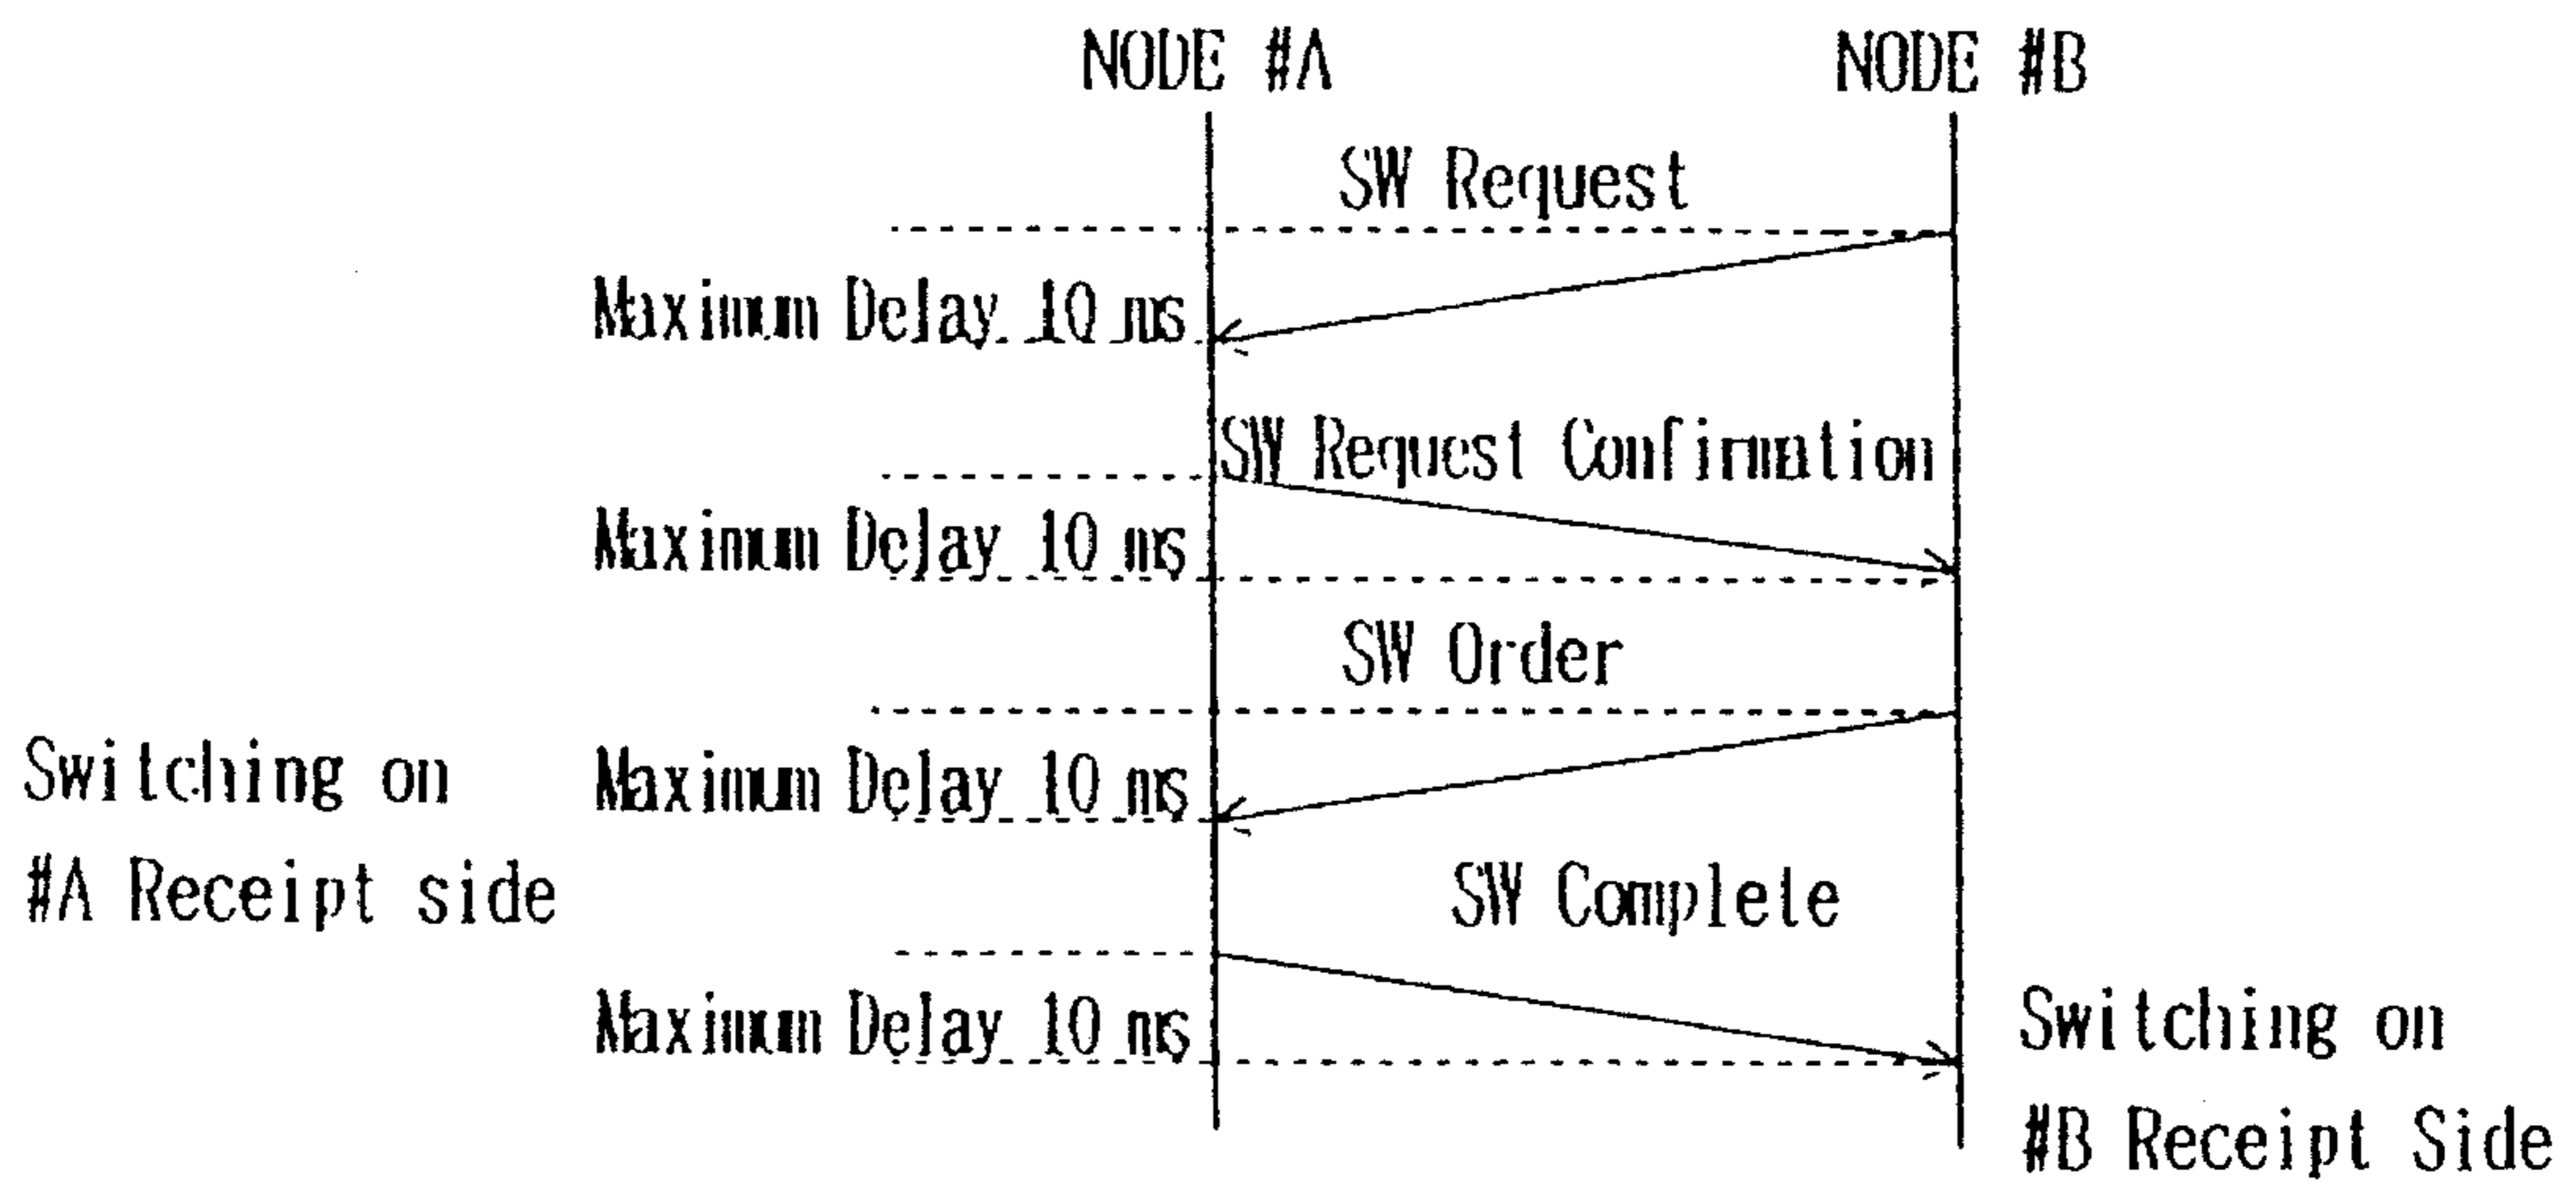 NODE #A
NODE #B
SW Request
Maximum Delay 10 ms
SW Request Confirmation
Maximum Delay 10 ms
SW Order
Switching on
#A Receipt side
Maximum Delay 10 ms
SW Complete
Maximum Delay 10 ms
Switching on
#B Receipt Side